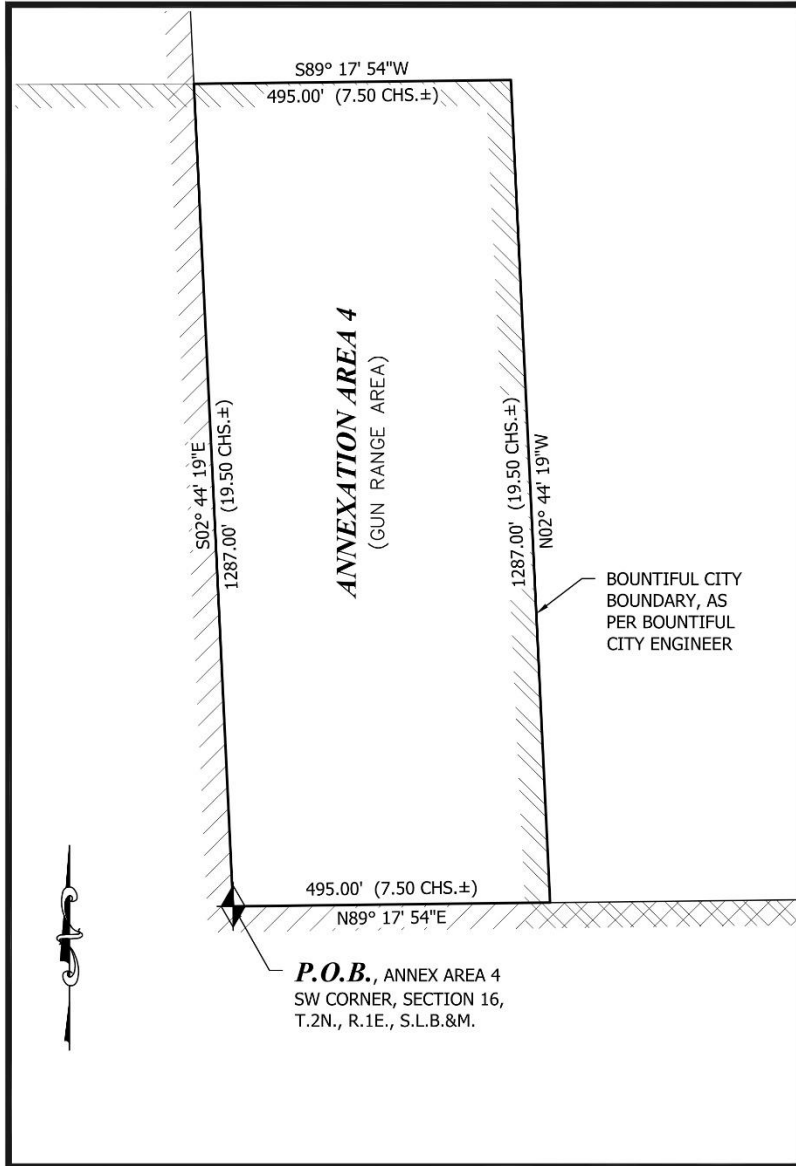 S89° 17' 54"W
495.00' (7.50 CHS.±)
S02° 44' 19"E
1287.00' (19.50 CHS.±)
ANNEXATION AREA 4
(GUN RANGE AREA)
1287.00' (19.50 CHS.±)
N02° 44' 19"W
BOUNTIFUL CITY
BOUNDARY, AS
PER BOUNTIFUL
CITY ENGINEER
495.00' (7.50 CHS.±)
N89° 17' 54"E
P.O.B., ANNEX AREA 4
SW CORNER, SECTION 16,
T.2N., R.1E., S.L.B.&M.